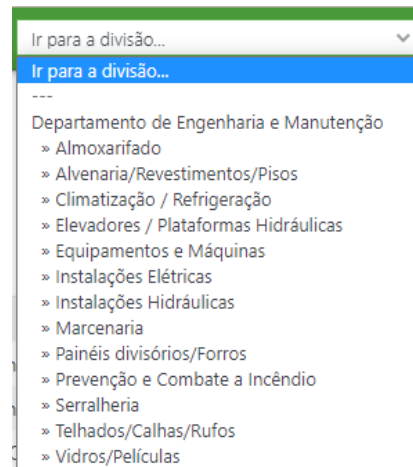 Ir para a divisão...
Ir para a divisão...
---
Departamento de Engenharia e Manutenção
» Almoxarifado
» Alvenaria/Revestimentos/Pisos
» Climatização / Refrigeração
» Elevadores / Plataformas Hidráulicas
» Equipamentos e Máquinas
» Instalações Elétricas
» Instalações Hidráulicas
» Marcenaria
» Painéis divisórios/Forros
» Prevenção e Combate a Incêndio
» Serralheria
» Telhados/Calhas/Rufos
» Vidros/Películas